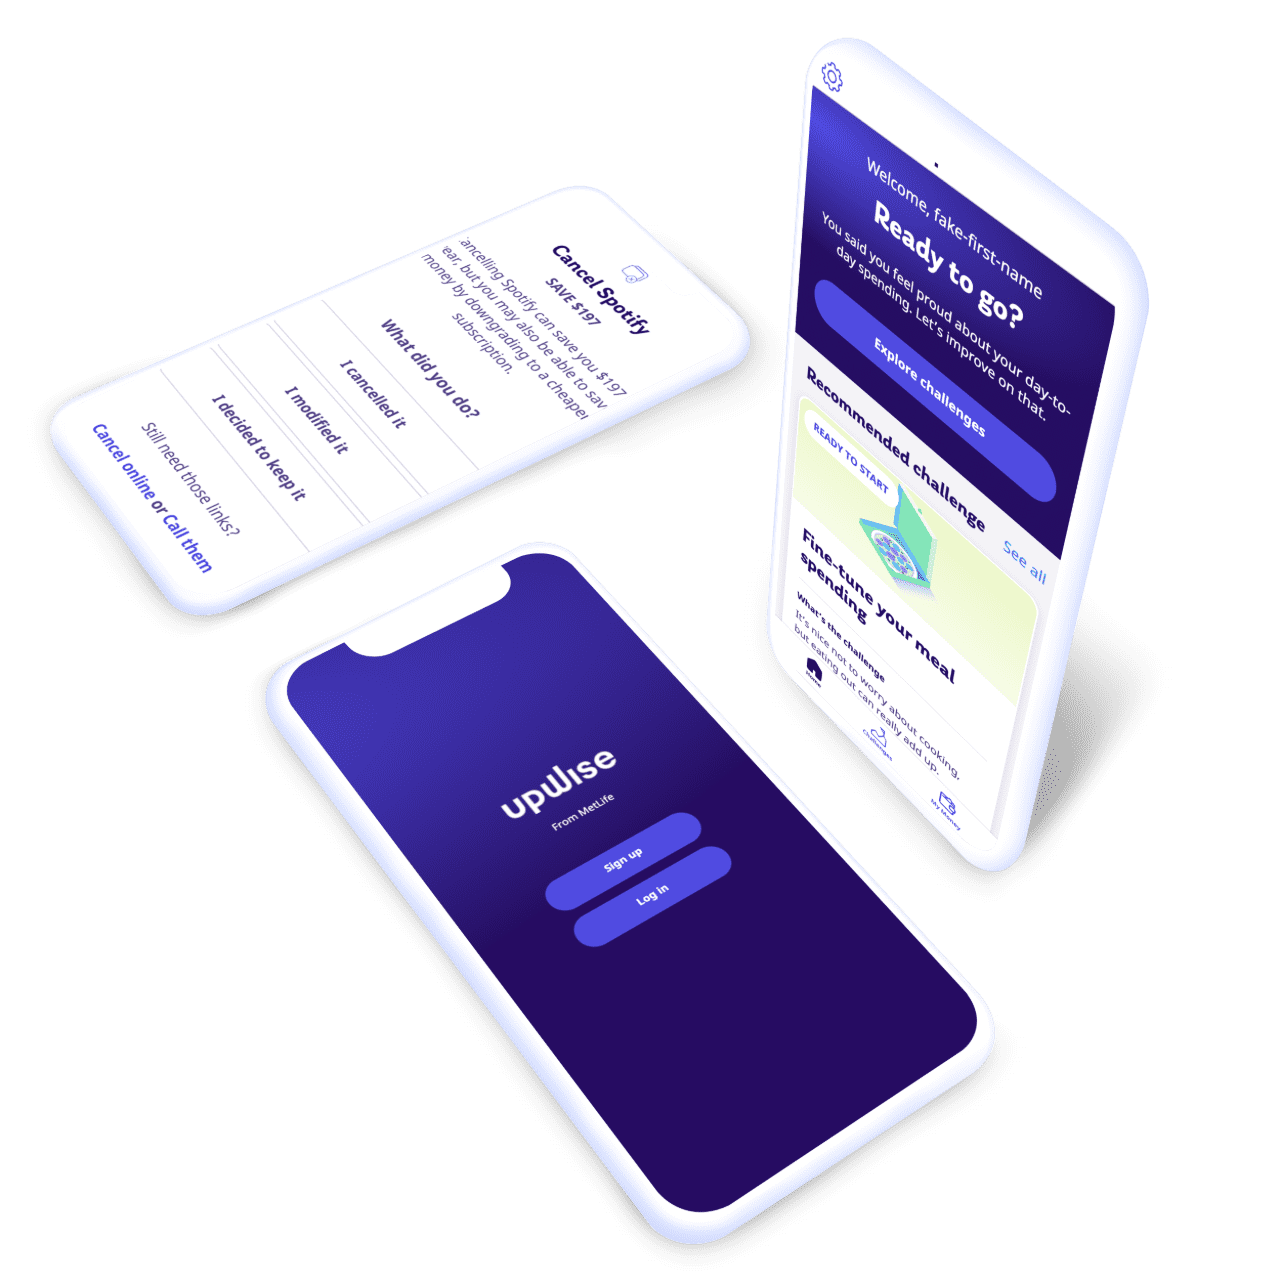 Cancel Spotify
SAVE $197
ancelling Spotify can save you $197
ear, but you may also be able to sav
money by downgrading to a cheaper
subscription.
What did you do?
I cancelled it
I modified it
I decided to keep it
Still need those links?
Cancel online or Call them
Welcome, fake-first-name
Ready to go?
You said you feel proud about your day-to-
day spending. Let's improve on that.
Explore challenges
Recommended challenge
See all
READY TO START
Fine-tune your meal
spending
What's the challenge
It's nice not to worry about cooking,
but eating out can really add up.
Home
Challenges
My Money
upwise
From MetLife
Sign up
Log in